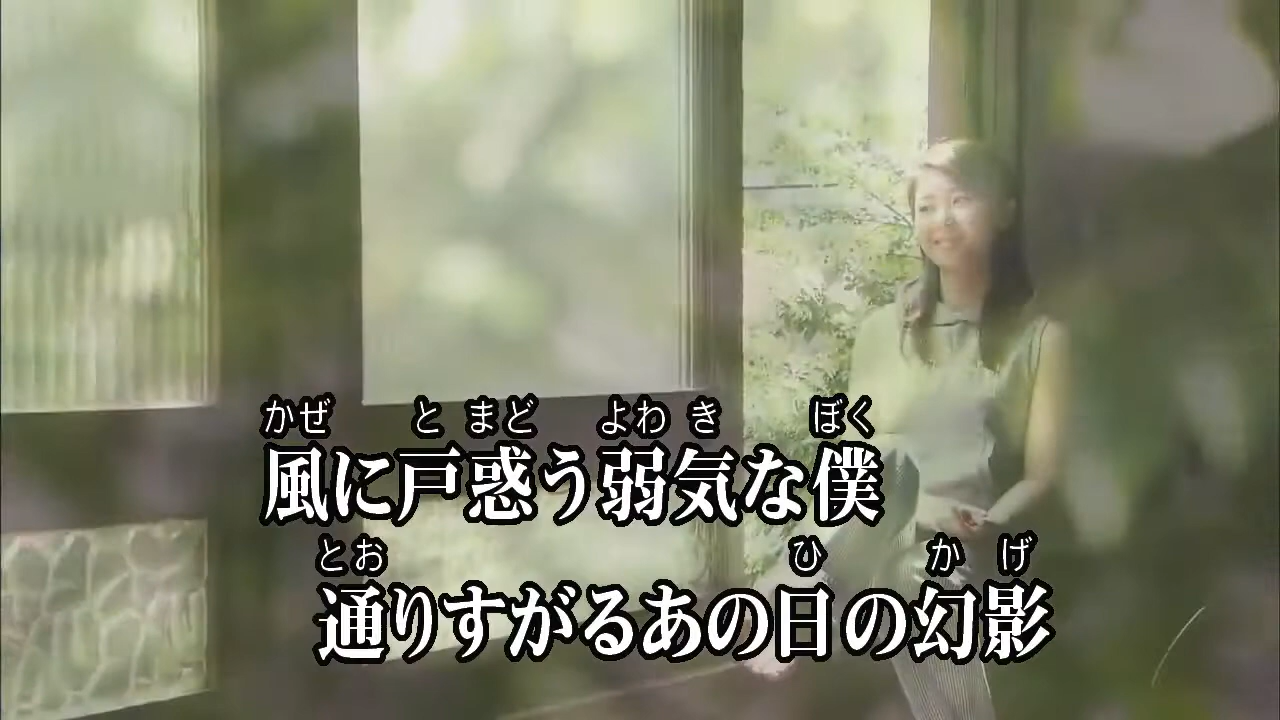 かぜ と まど よわ き ぼく
風に戸惑う弱気な僕
とお ひ か げ
通りすがるあの日の幻影